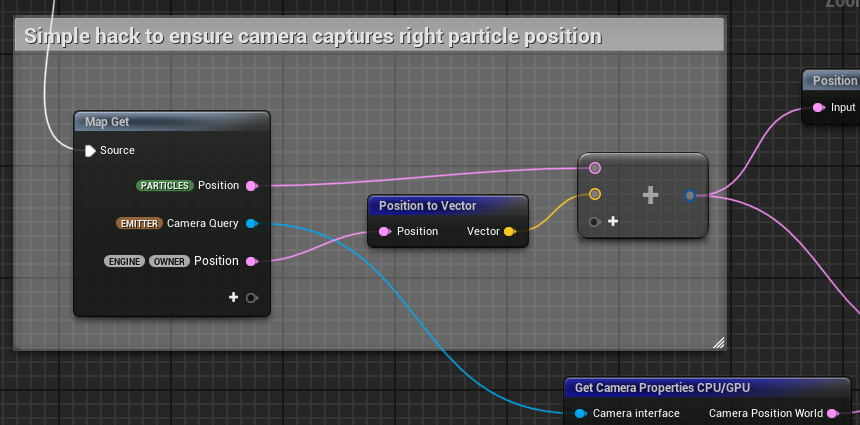 Zoo
Simple hack to ensure camera captures right particle position
Position
Input
Map Get
Source
PARTICLES Position
Position to Vector
EMITTER Camera Query
Position Vector
ENGINE OWNER Position
Get Camera Properties CPU/GPU
Camera interface Camera Position World